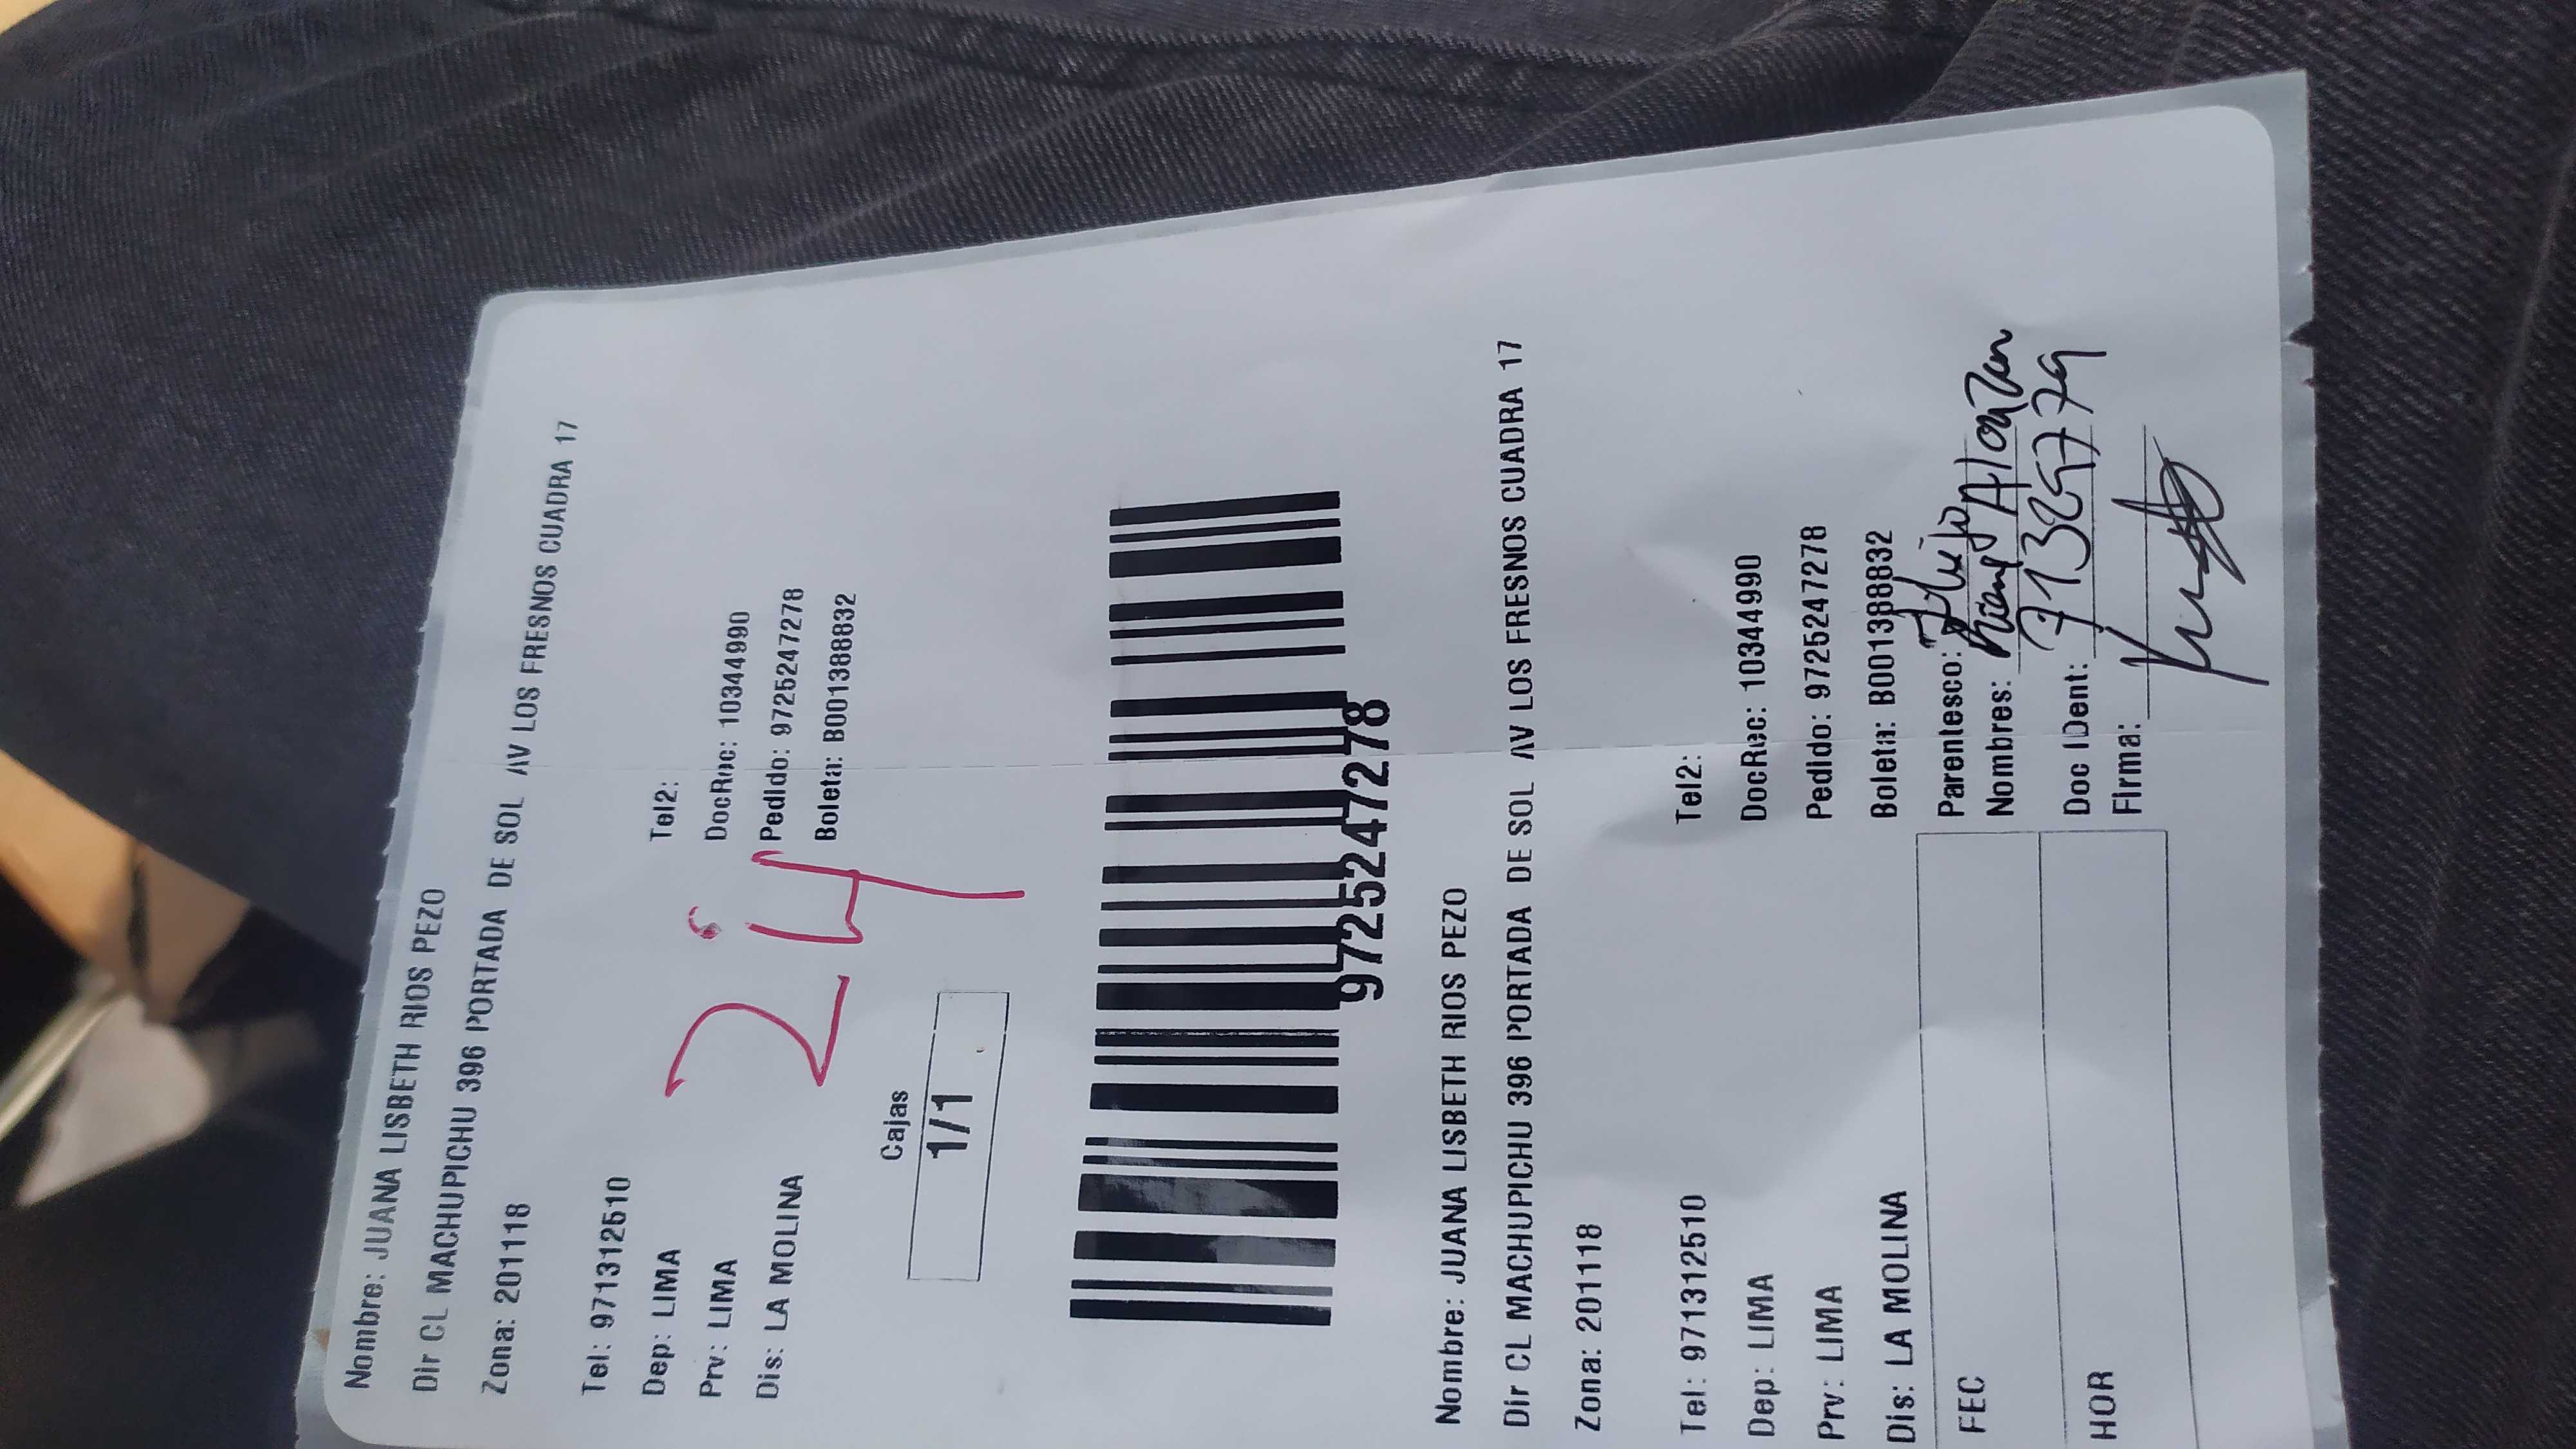 Nombre: JUANA LISBETH RIOS PEZO
Dir CL MACHUPICHU 396 PORTADA DE SOL AV LOS FRESNOS CUADRA 17
Zona: 201118
Tel: 971312510 Tel2:
Dep: LIMA DocRec: 10344990
Prv: LIMA Pedido: 9725247278
Dis: LA MOLINA Boleta: B001388832
24
Cajas
1/1
9725247278
Nombre: JUANA LISBETH RIOS PEZO
Dir CL MACHUPICHU 396 PORTADA DE SOL AV LOS FRESNOS CUADRA 17
Zona: 201118
Tel: 971312510 Tel2:
Dep: LIMA DocRec: 10344990
Prv: LIMA Pedido: 9725247278
Dis: LA MOLINA Boleta: B001388832
FEC Parentesco: Hijo
Nombres:
HOR Doc IDent:
Firma: